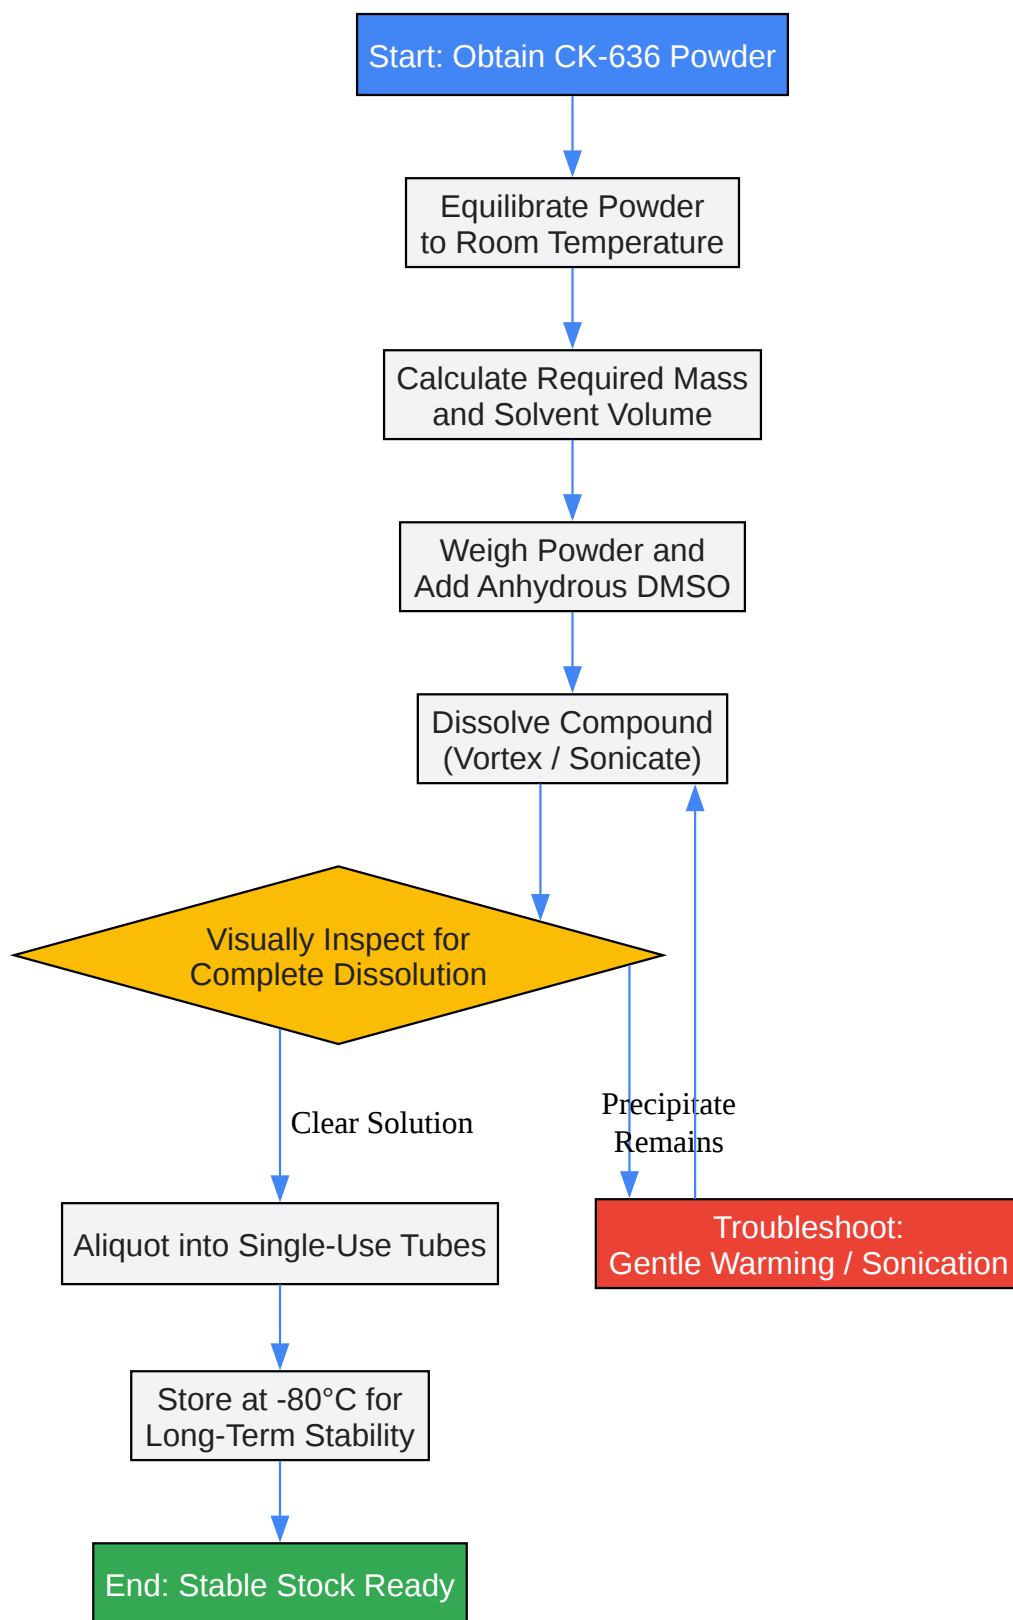 Start: Obtain CK-636 Powder
Equilibrate Powder
to Room Temperature
Calculate Required Mass
and Solvent Volume
Weigh Powder and
Add Anhydrous DMSO
Dissolve Compound
(Vortex / Sonicate)
Visually Inspect for
Complete Dissolution
Clear Solution
Precipitate
Remains
Aliquot into Single-Use Tubes
Troubleshoot:
Gentle Warming / Sonication
Store at -80°C for
Long-Term Stability
End: Stable Stock Ready